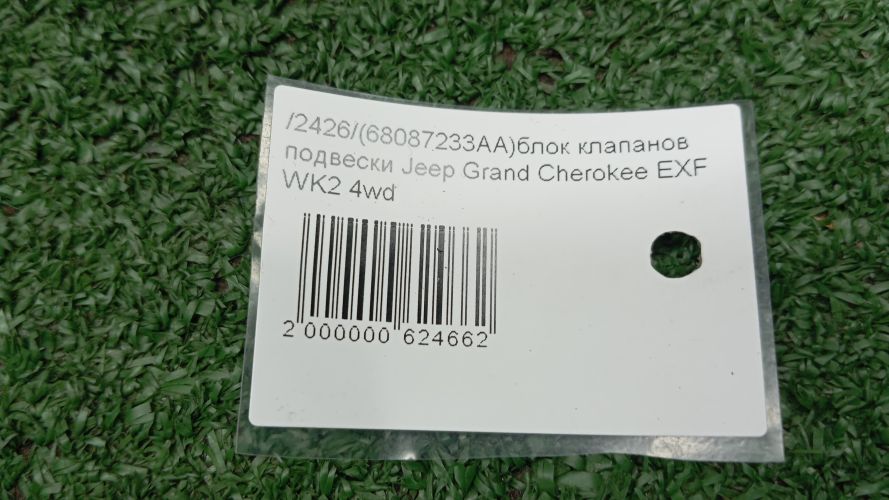 /2426/(68087233AA)блок клапанов
подвески Jeep Grand Cherokee EXF
WK2 4wd
2 000000 624662